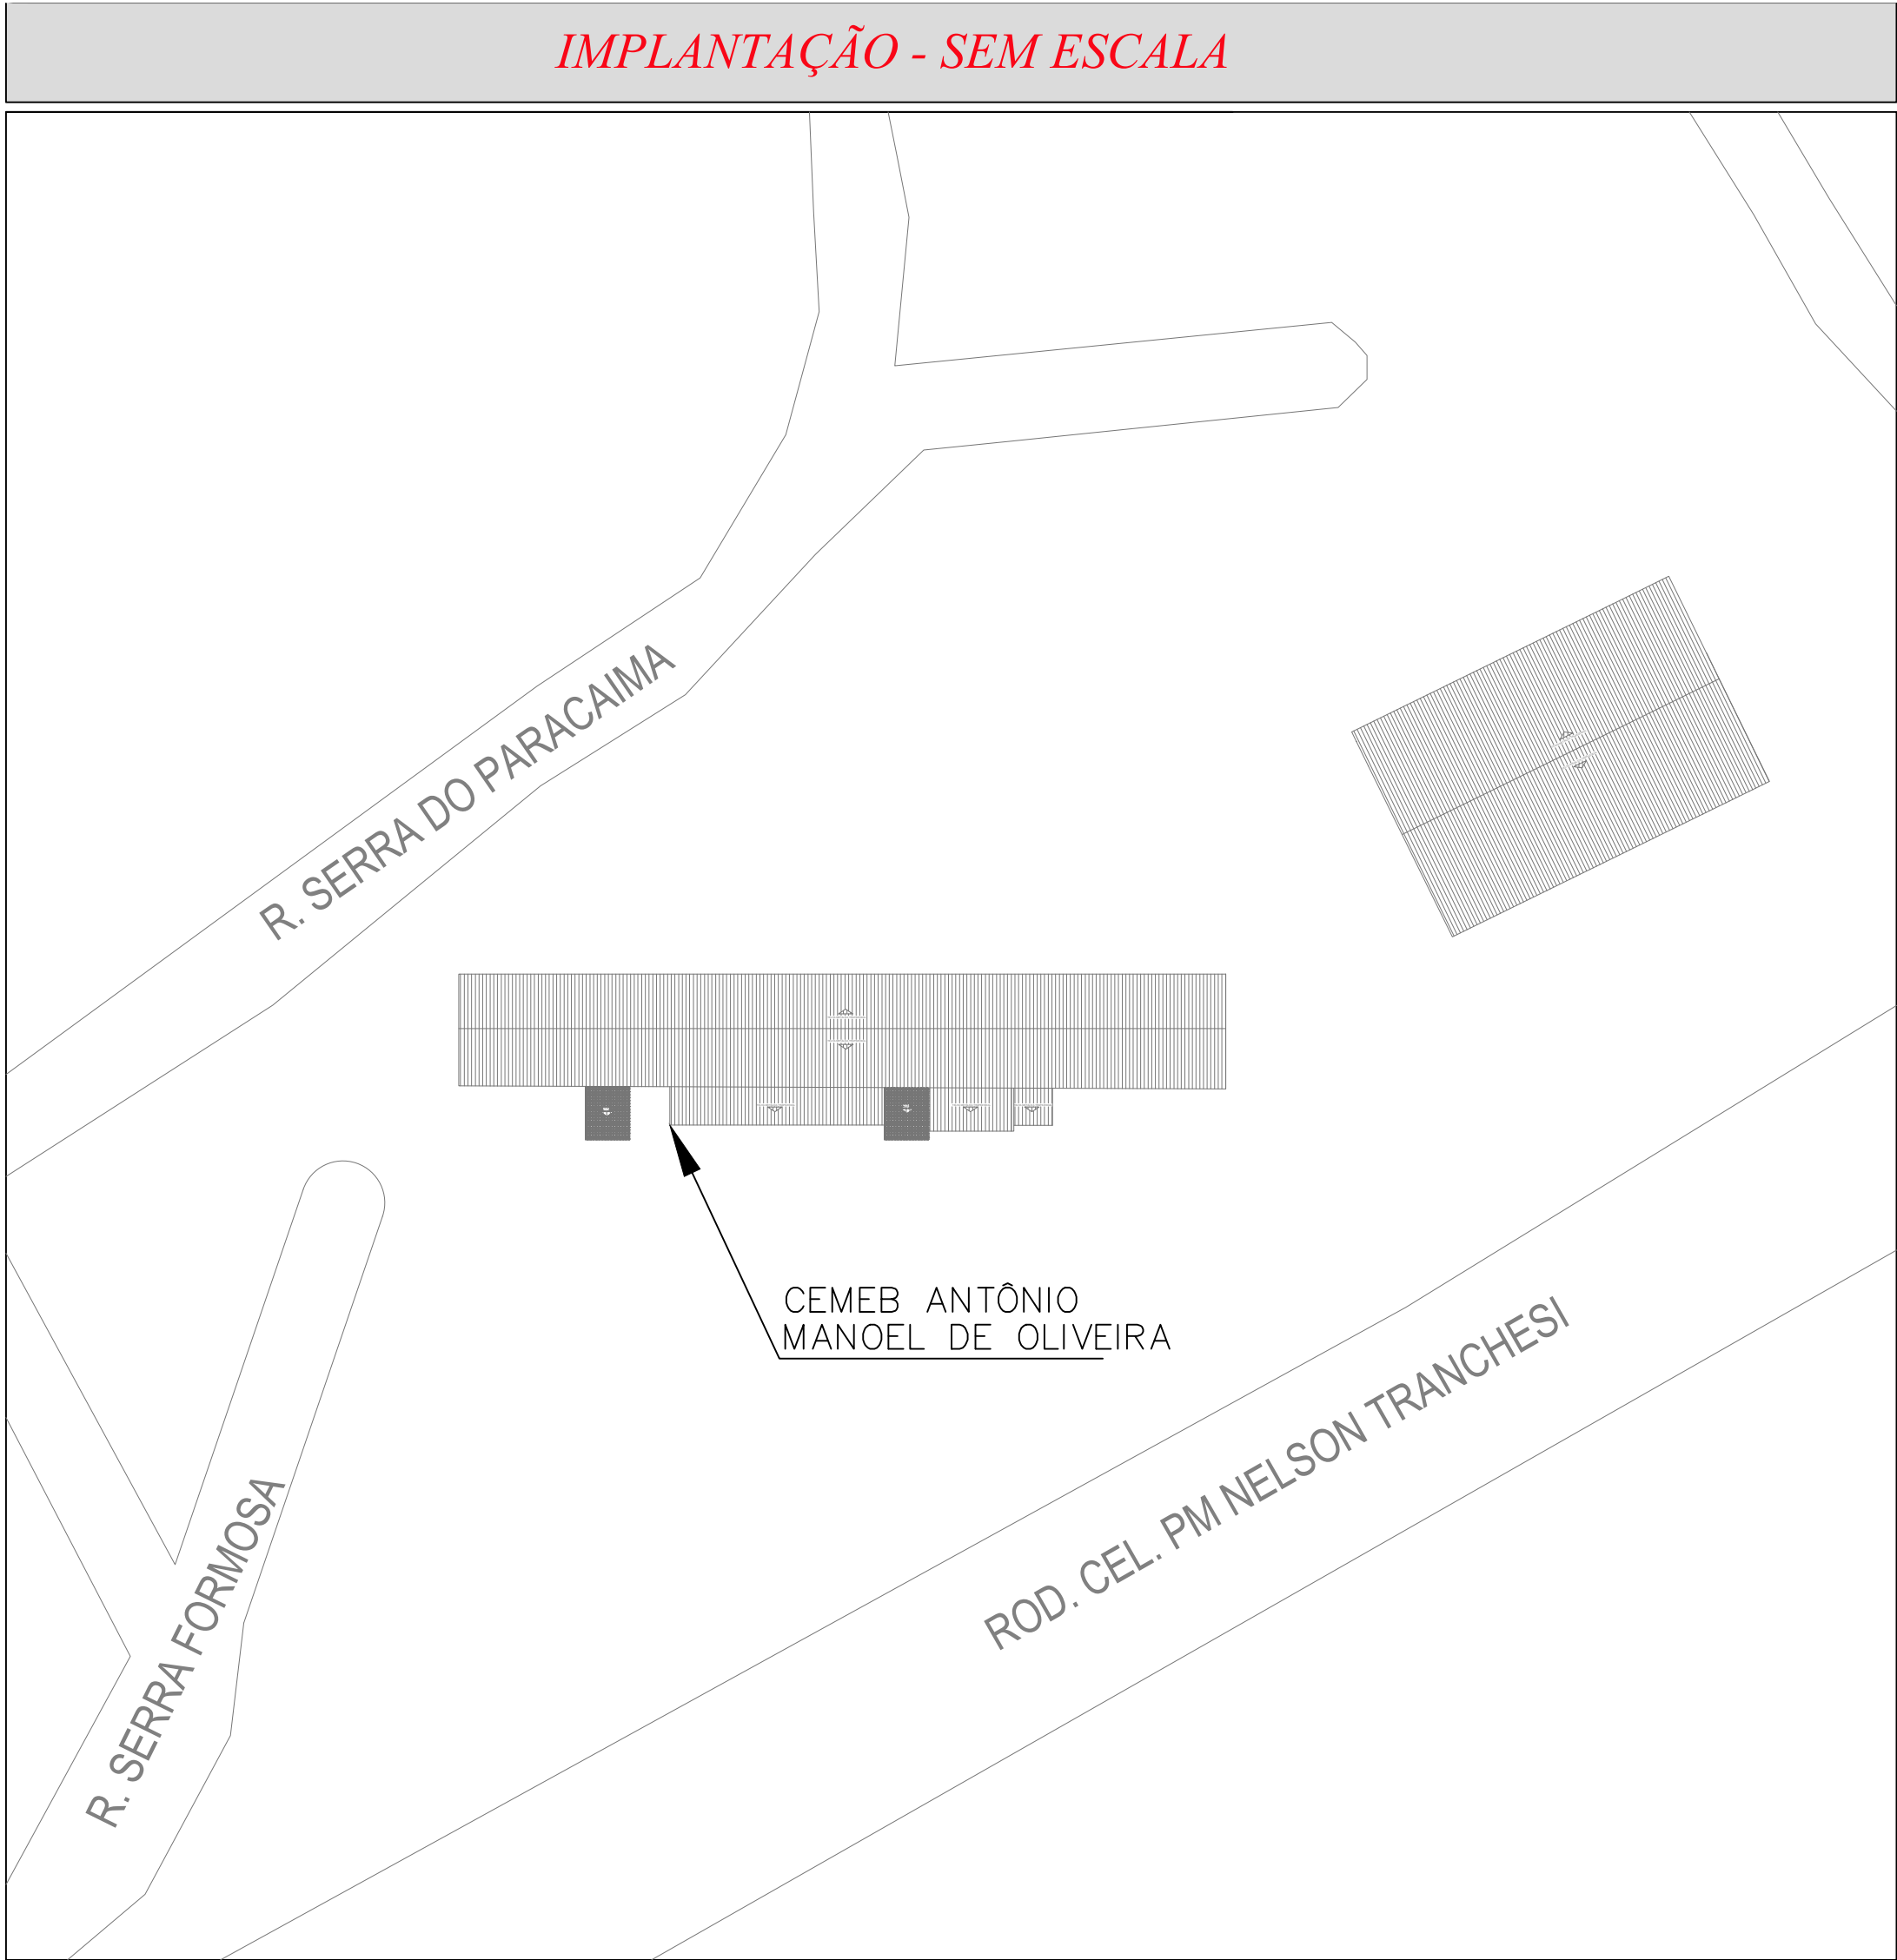 IMPLANTAÇÃO - SEM ESCALA
R. SERRA DO PARACAIMA
CEMEB ANTÔNIO
MANOEL DE OLIVEIRA
ROD. CEL. PM NELSON TRANCHESI
R. SERRA FORMOSA